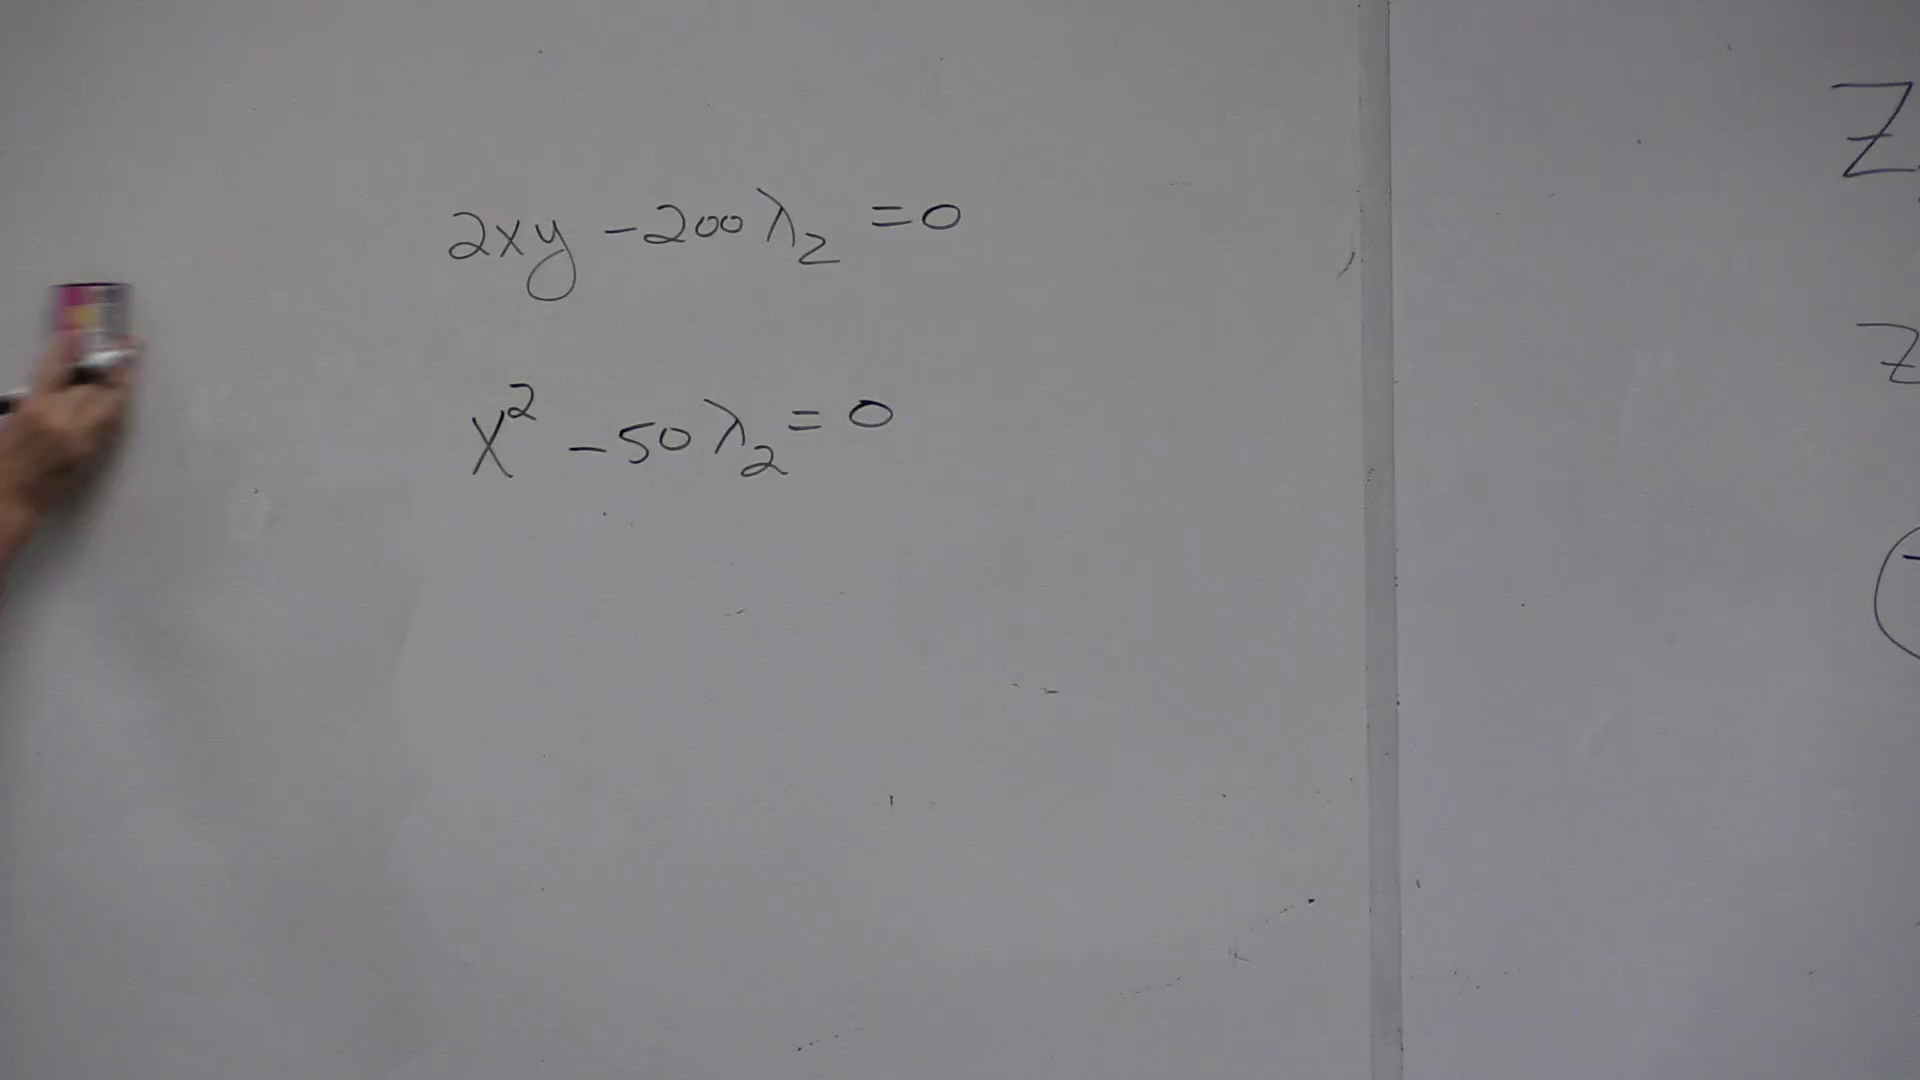 2xy - 200λ₂ = 0
x² - 50λ₂ = 0
Z
Z